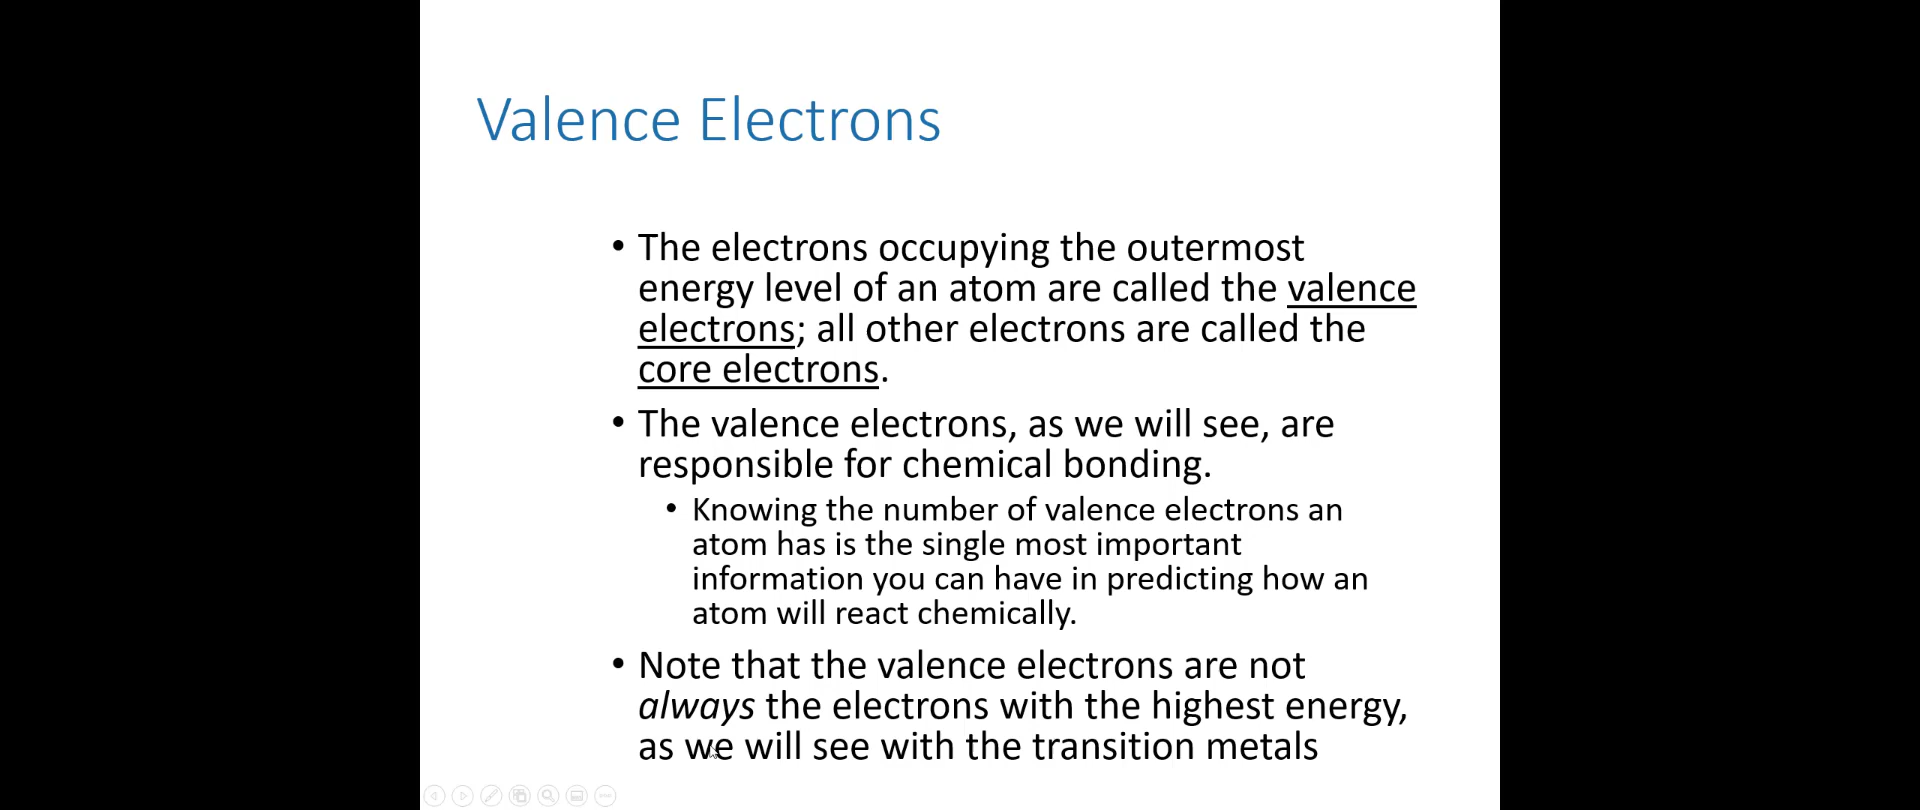 Valence Electrons
• The electrons occupying the outermost
energy level of an atom are called the valence
electrons; all other electrons are called the
core electrons.
• The valence electrons, as we will see, are
responsible for chemical bonding.
• Knowing the number of valence electrons an
atom has is the single most important
information you can have in predicting how an
atom will react chemically.
• Note that the valence electrons are not
always the electrons with the highest energy,
as we will see with the transition metals